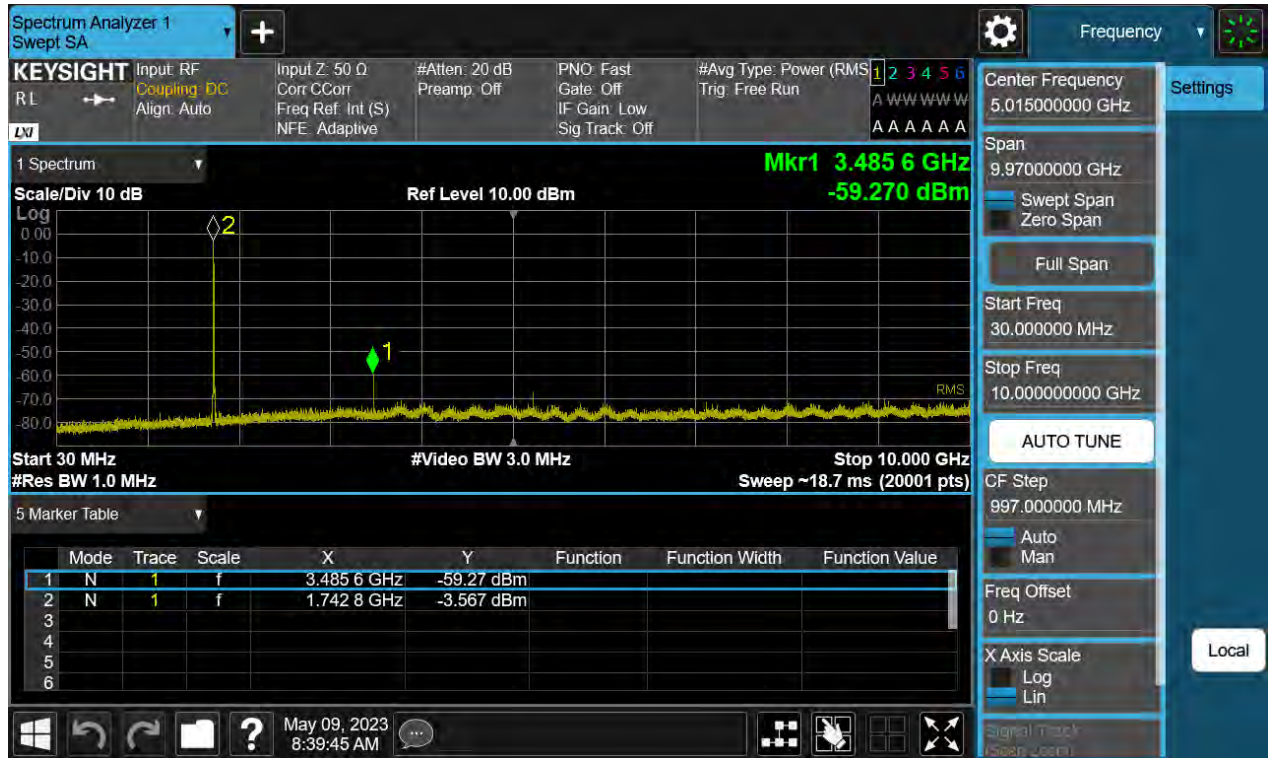 Spectrum Analyzer 1
Swept SA
Frequency
KEYSIGHT
RL
LXI
Input: RF
Coupling: DC
Align: Auto
Input Z: 50 Ω
Corr CCorr
Freq Ref: Int (S)
NFE: Adaptive
#Atten: 20 dB
Preamp: Off
PNO: Fast
Gate: Off
IF Gain: Low
Sig Track: Off
#Avg Type: Power (RMS
Trig: Free Run
1 2 3 4 5 6
A W W W W W
A A A A A A
Center Frequency
5.015000000 GHz
Settings
1 Spectrum
Mkr1 3.485 6 GHz
Scale/Div 10 dB
Ref Level 10.00 dBm
-59.270 dBm
Log
0.00
-10.0
-20.0
-30.0
-40.0
-50.0
-60.0
-70.0
-80.0
2
1
RMS
Start 30 MHz
#Video BW 3.0 MHz
Stop 10.000 GHz
#Res BW 1.0 MHz
Sweep ~18.7 ms (20001 pts)
Span
9.97000000 GHz
Swept Span
Zero Span
Full Span
Start Freq
30.000000 MHz
Stop Freq
10.000000000 GHz
AUTO TUNE
CF Step
997.000000 MHz
Auto
Man
Freq Offset
0 Hz
X Axis Scale
Log
Lin
Signal Track
(Span Zoom)
Local
5 Marker Table
Mode Trace Scale X Y Function Function Width Function Value
1 N 1 f 3.485 6 GHz -59.27 dBm
2 N 1 f 1.742 8 GHz -3.567 dBm
3
4
5
6
?
May 09, 2023
8:39:45 AM